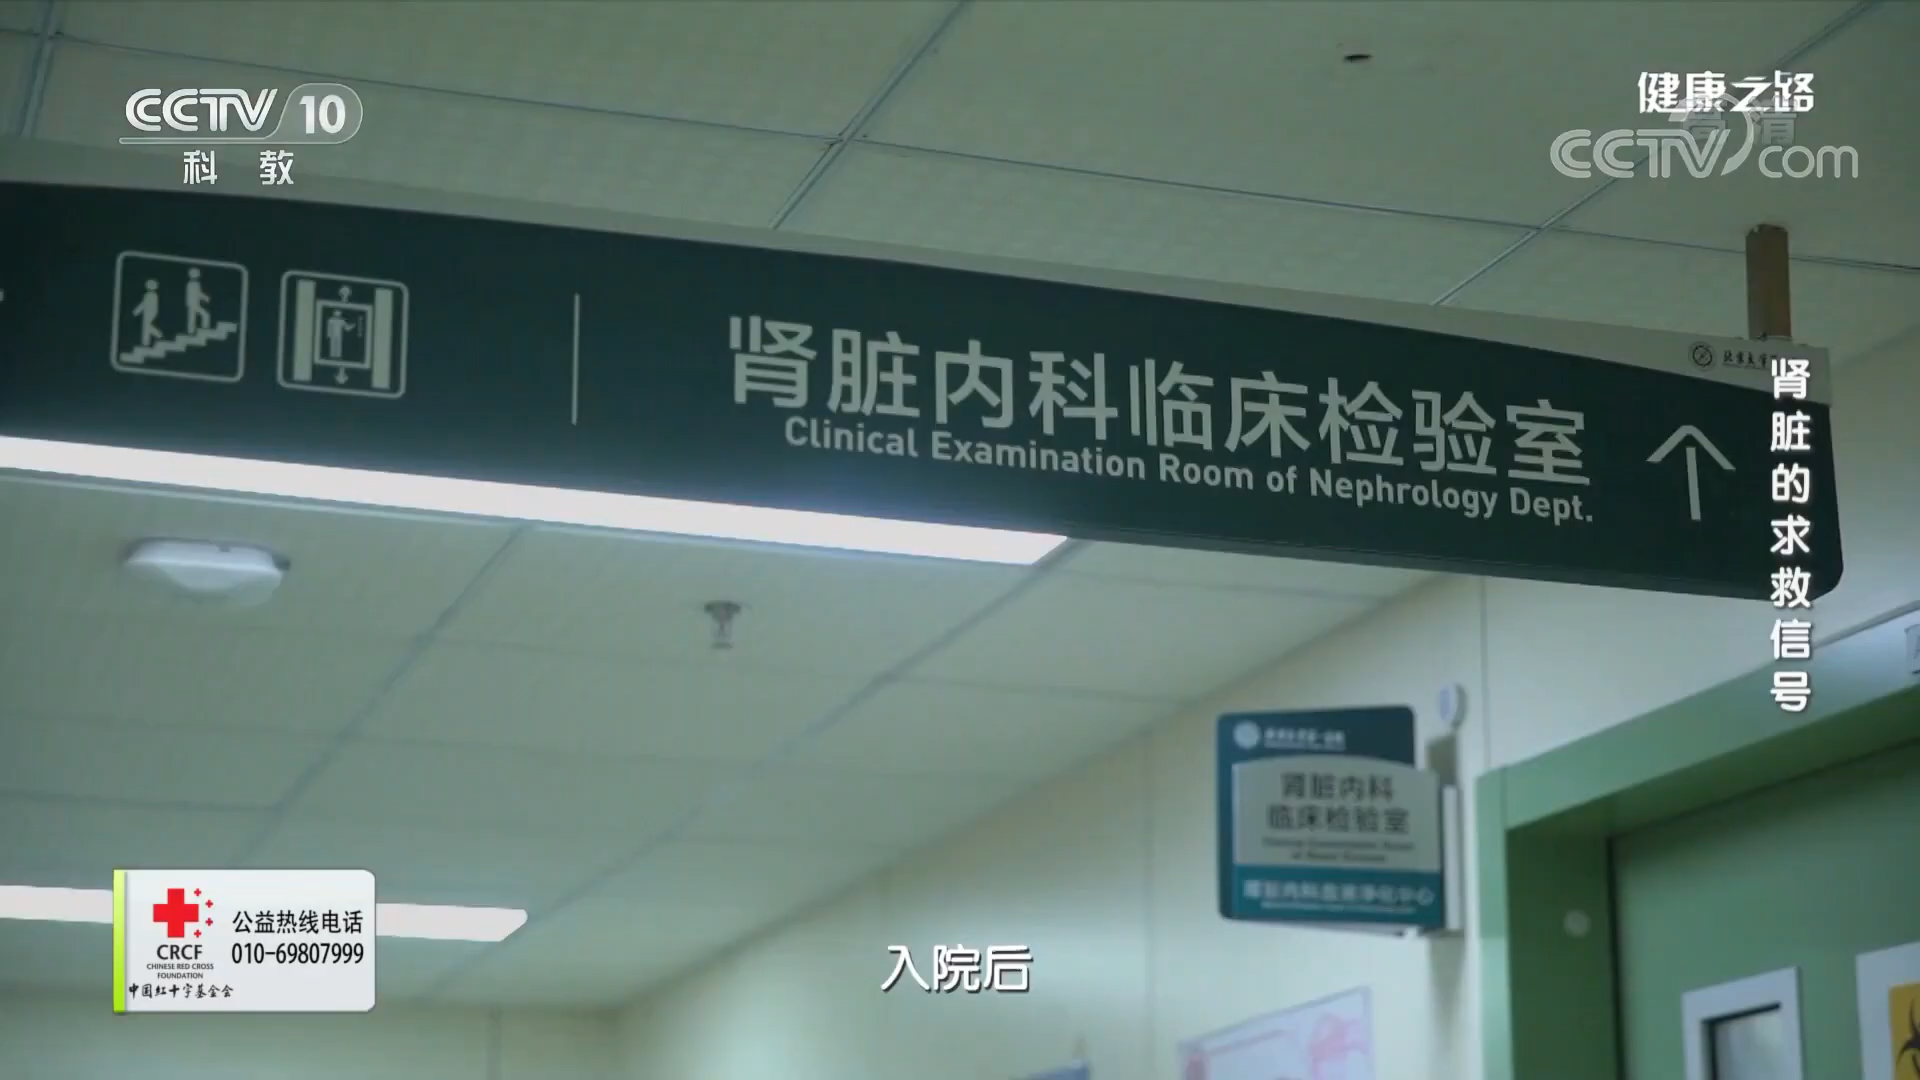 CCTV 10
科教
健康之路
高清
CCTV.com
肾脏内科临床检验室
Clinical Examination Room of Nephrology Dept.
肾脏的求救信号
肾脏内科
临床检验室
CRCF
CHINESE RED CROSS
FOUNDATION
中国红十字基金会
公益热线电话
010-69807999
入院后